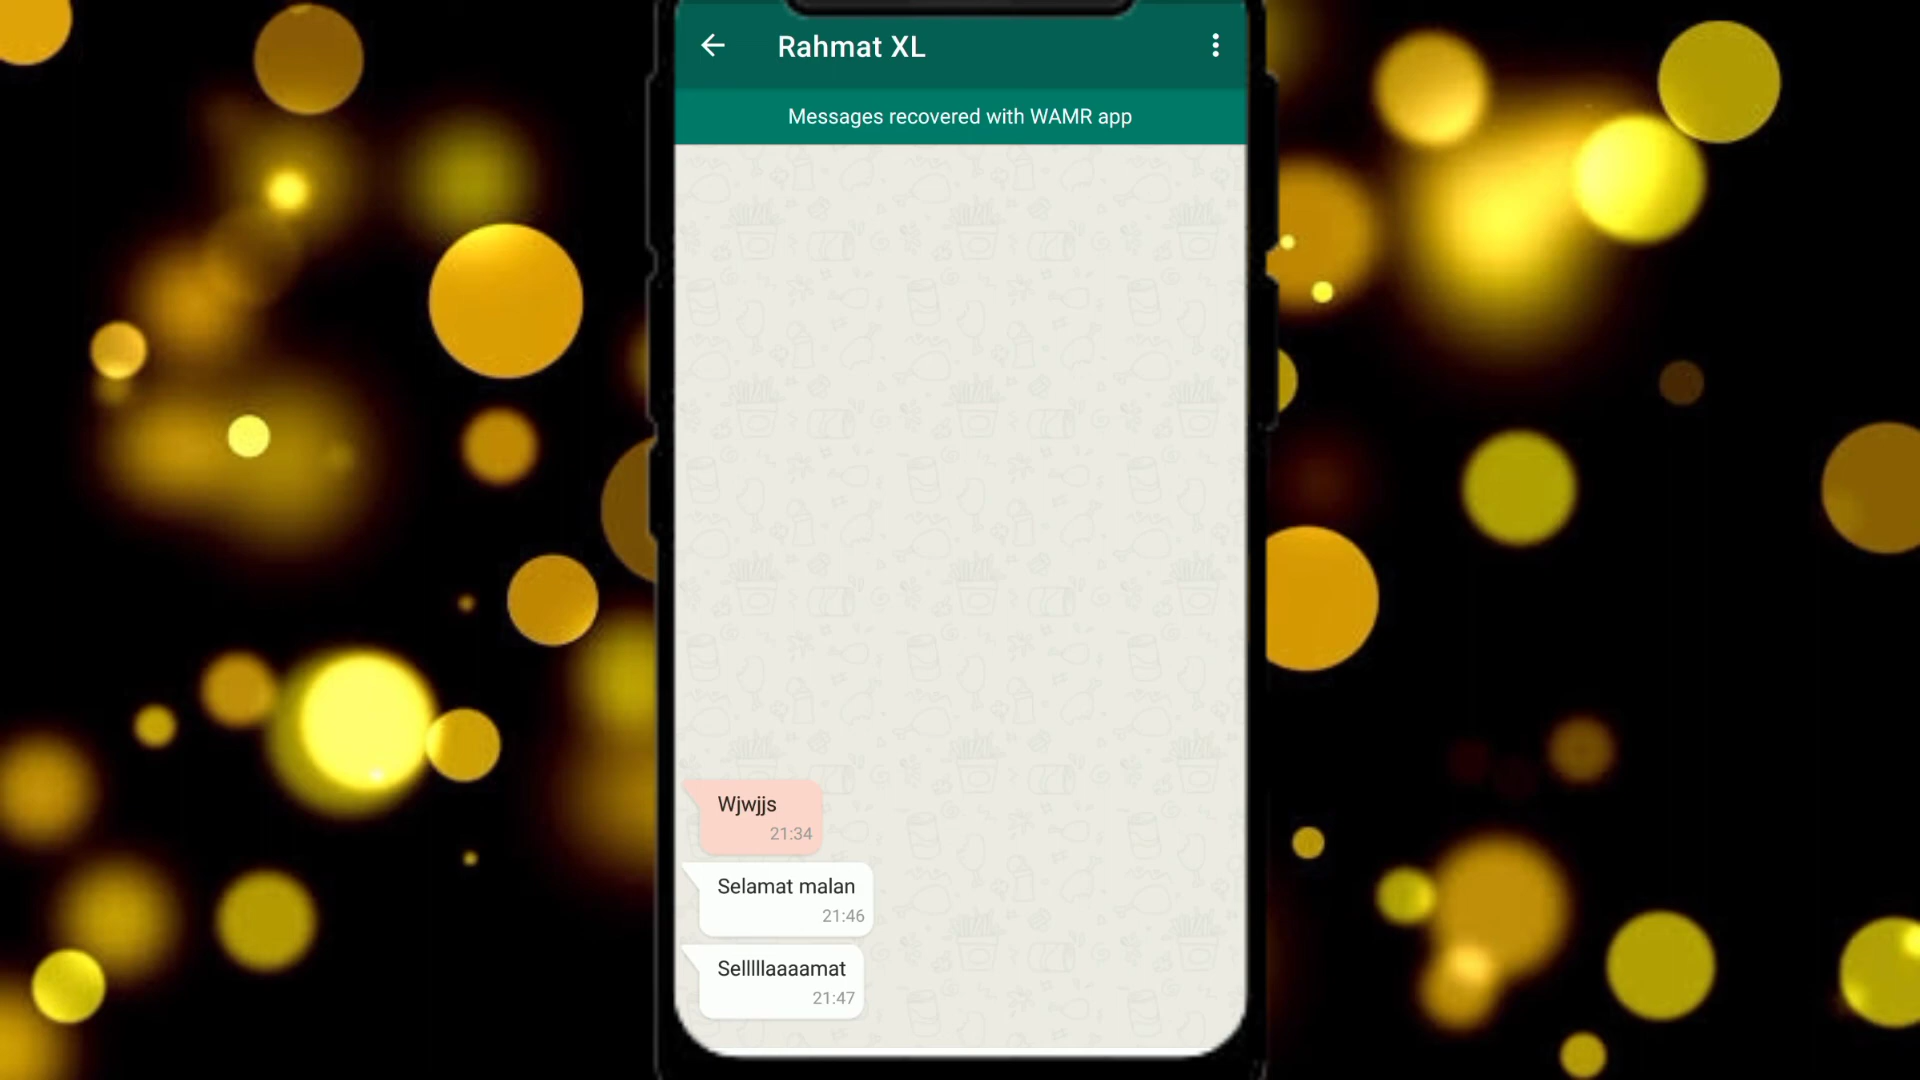 Rahmat XL
Messages recovered with WAMR app
Wjwjjs
21:34
Selamat malan
21:46
Selllllaaaamat
21:47